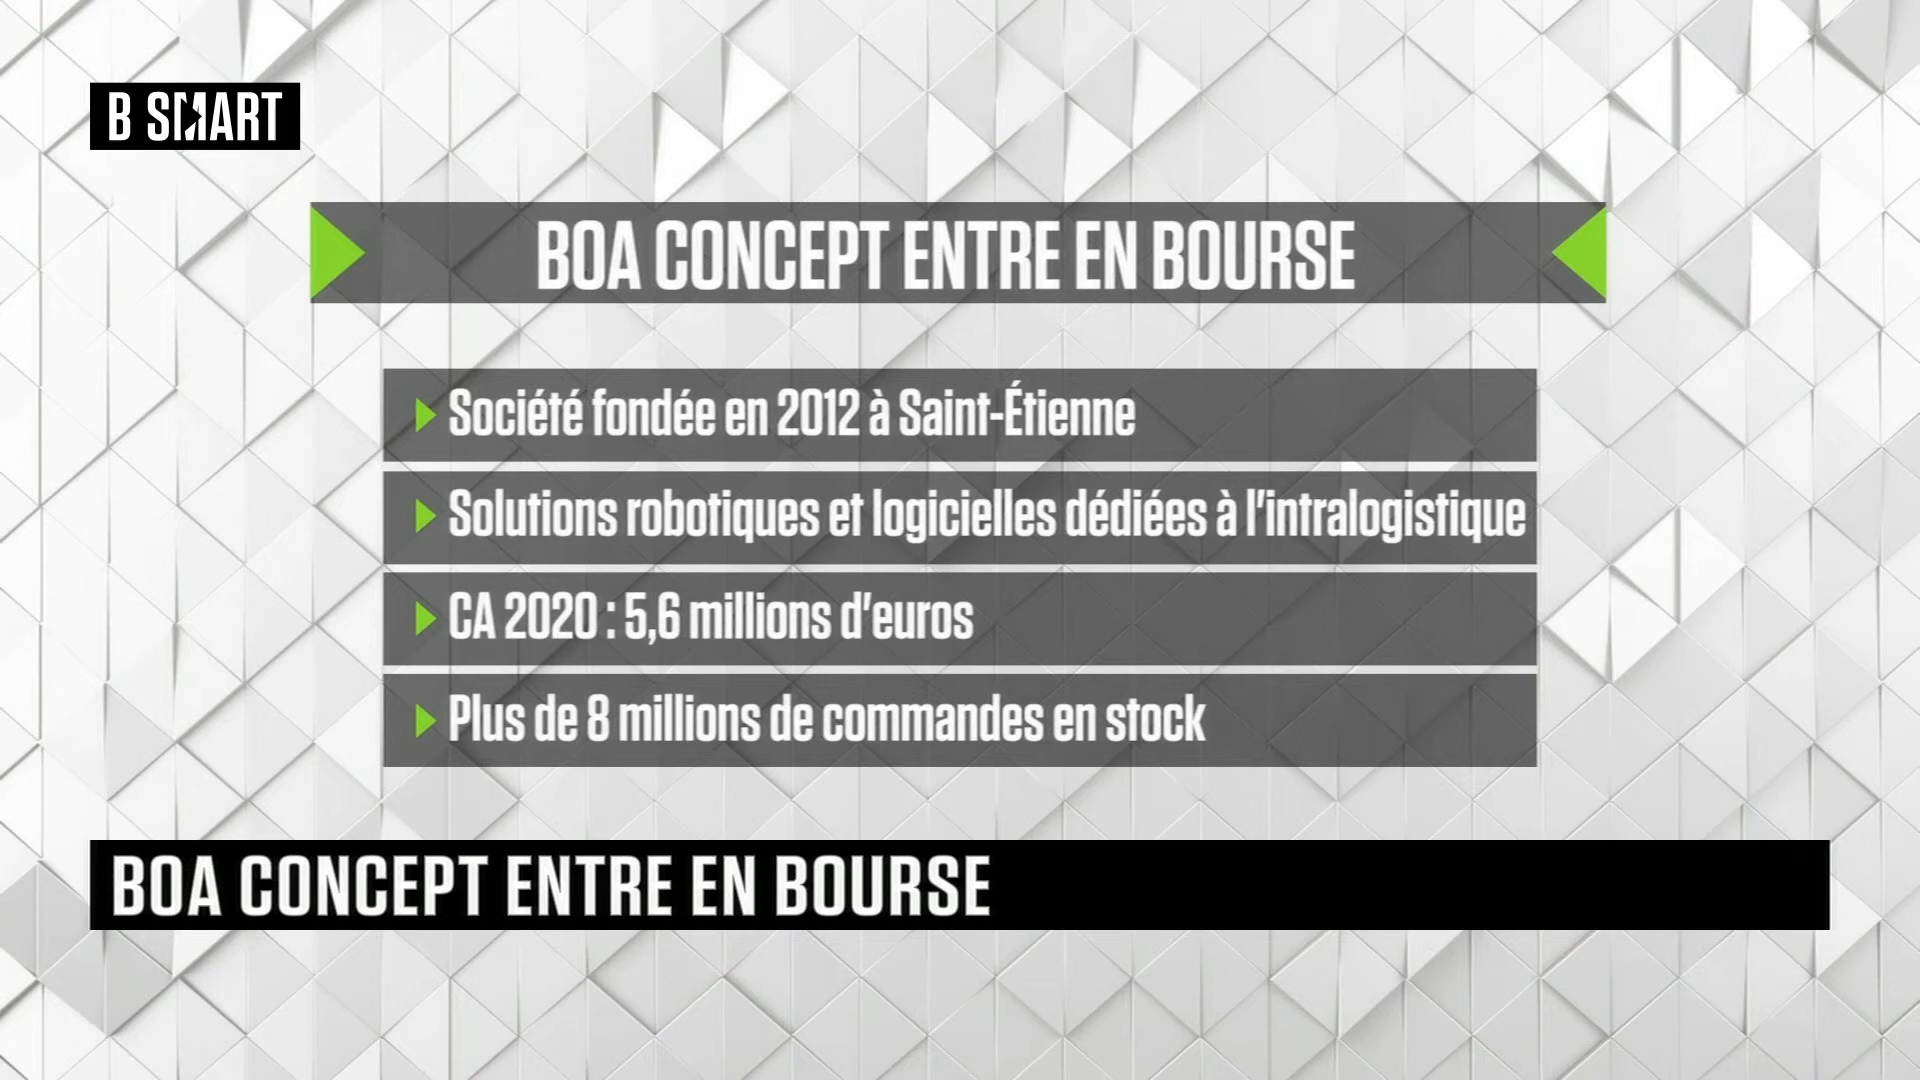 B SMART
BOA CONCEPT ENTRE EN BOURSE
Société fondée en 2012 à Saint-Étienne
Solutions robotiques et logicielles dédiées à l'intralogistique
CA 2020 : 5,6 millions d'euros
Plus de 8 millions de commandes en stock
BOA CONCEPT ENTRE EN BOURSE